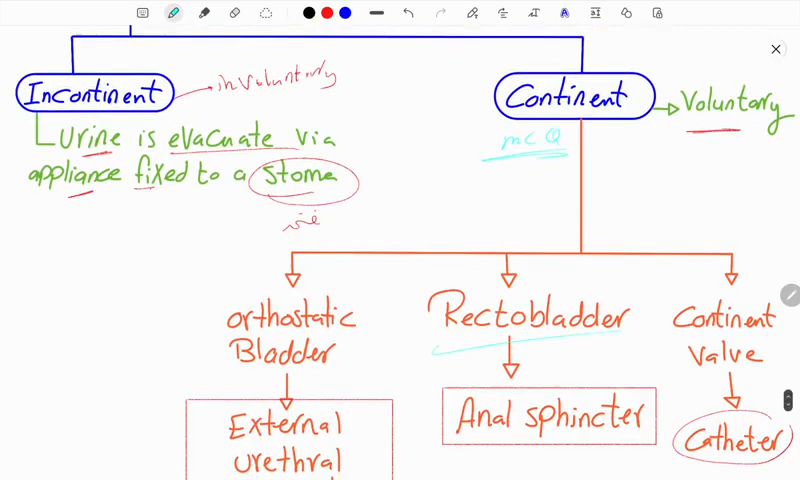 Incontinent
involuntary
Continent
Voluntary
mcQ
Urine is evacuate via
appliance fixed to a stoma
orthostatic
Bladder
Rectobladder
Continent
Valve
External
urethral
Anal sphincter
Catheter